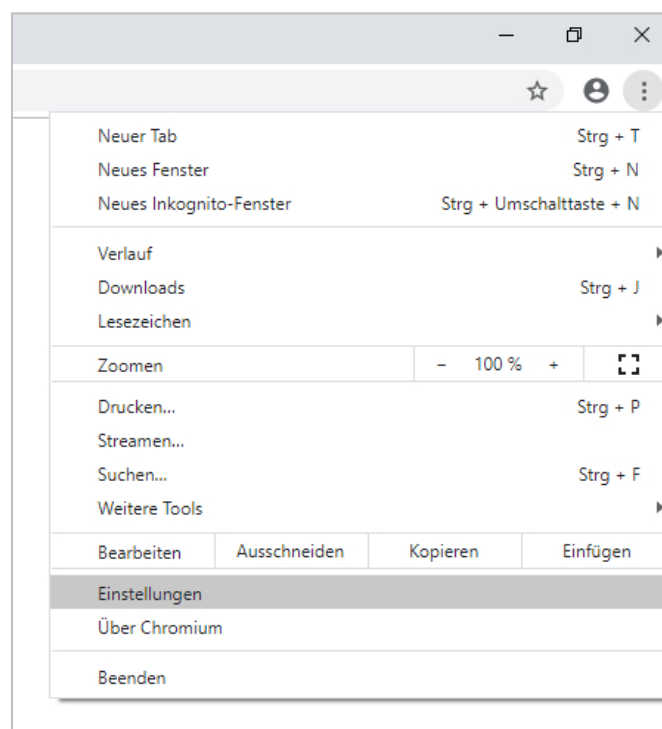 Neuer Tab Strg + T
Neues Fenster Strg + N
Neues Inkognito-Fenster Strg + Umschalttaste + N
Verlauf
Downloads Strg + J
Lesezeichen
Zoomen - 100 % +
Drucken... Strg + P
Streamen...
Suchen... Strg + F
Weitere Tools
Bearbeiten Ausschneiden Kopieren Einfügen
Einstellungen
Über Chromium
Beenden